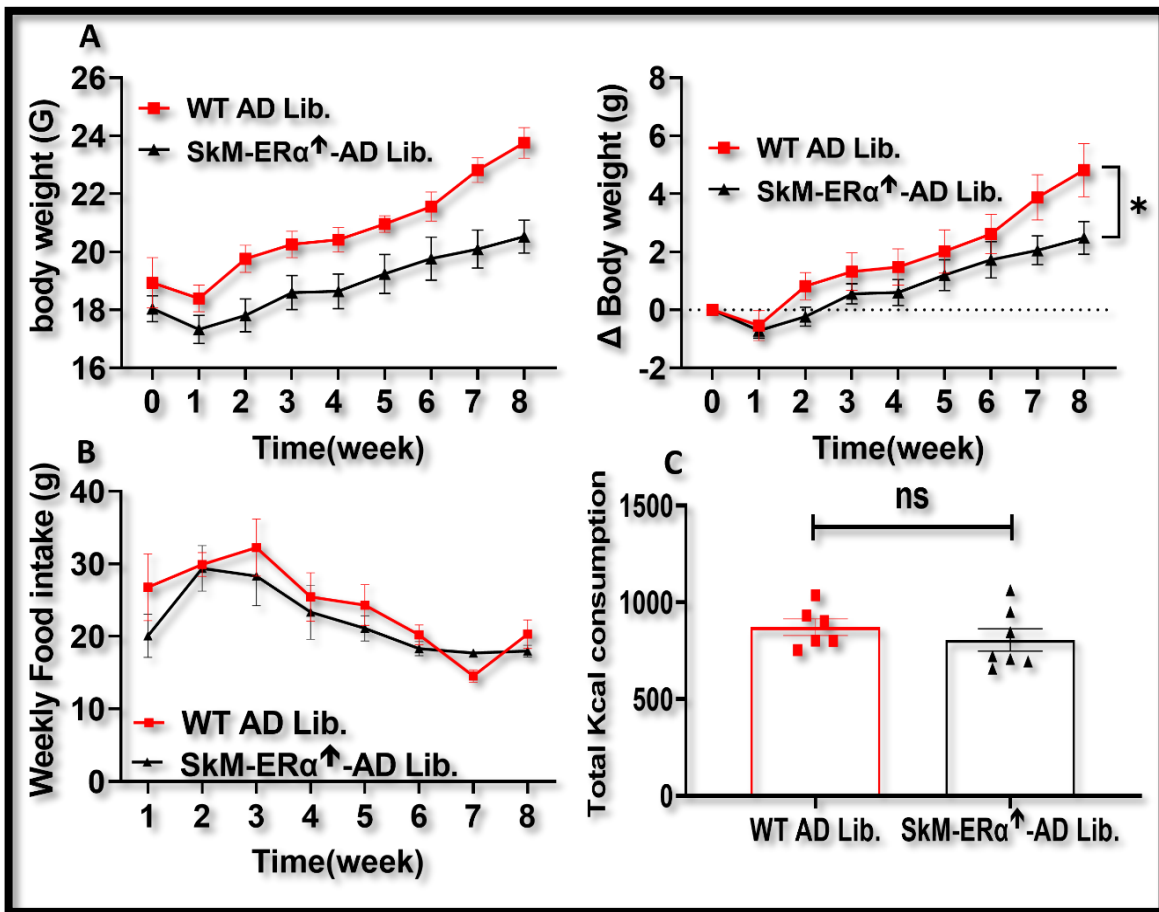 A
body weight (G)
26
24
22
20
18
16
WT AD Lib.
SkM-ERα↑-AD Lib.
0 1 2 3 4 5 6 7 8
Time(week)
Δ Body weight (g)
8
6
4
2
0
-2
WT AD Lib.
SkM-ERα↑-AD Lib.
*
0 1 2 3 4 5 6 7 8
Time(week)
B
Weekly Food intake (g)
40
30
20
10
0
WT AD Lib.
SkM-ERα↑-AD Lib.
1 2 3 4 5 6 7 8
Time(week)
C
Total Kcal consumption
1500
1000
500
0
ns
WT AD Lib. SkM-ERα↑-AD Lib.